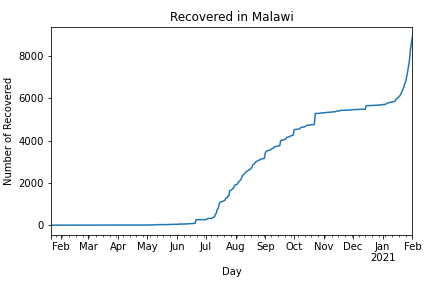 Recovered in Malawi
Number of Recovered
8000
6000
4000
2000
0
Feb Mar Apr May Jun Jul Aug Sep Oct Nov Dec Jan Feb
2021
Day